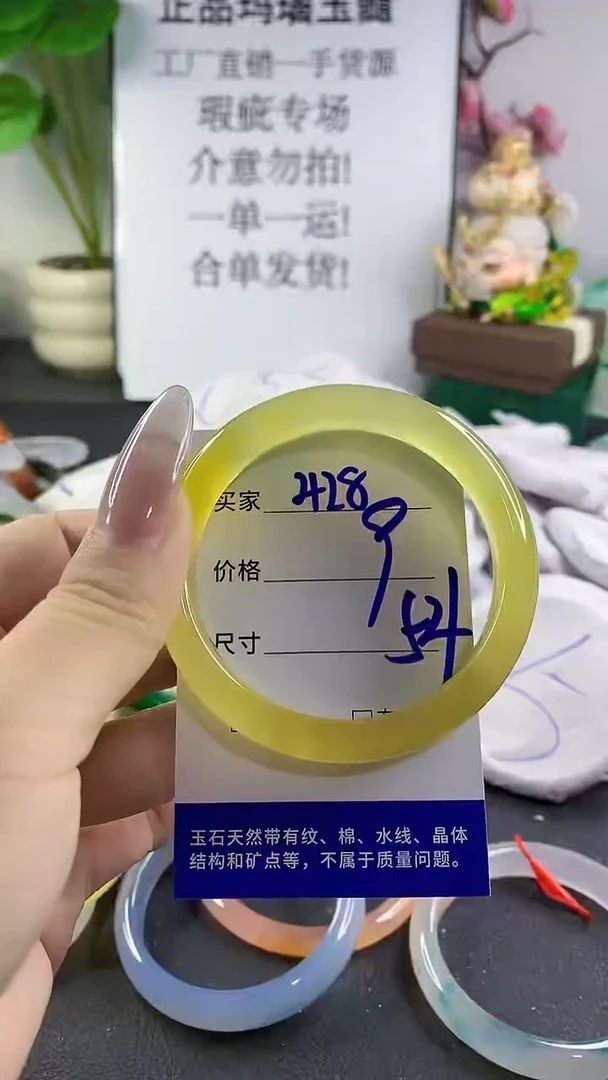 正品玛瑙玉髓
工厂直销一手货源
瑕疵专场
介意勿拍!
一单一运!
合单发货!
买家 428
9
价格
尺寸 54
玉石天然带有纹、棉、水线、晶体
结构和矿点等，不属于质量问题。